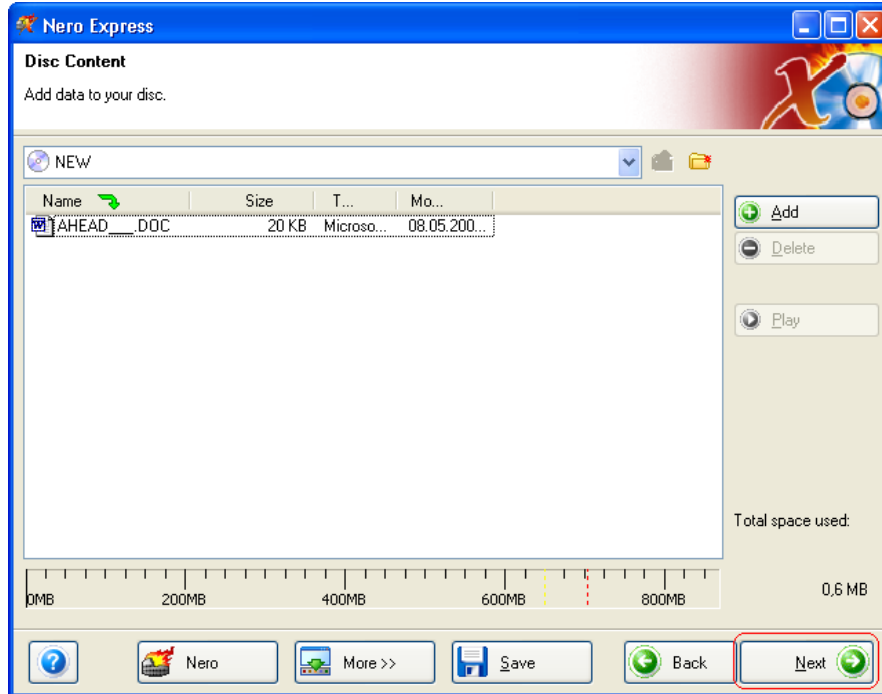 Nero Express
Disc Content
Add data to your disc.
NEW
Name Size T... Mo...
AHEAD___.DOC 20 KB Microso... 08.05.200...
Add
Delete
Play
Total space used:
0MB 200MB 400MB 600MB 800MB
0,6 MB
Nero More >> Save Back Next